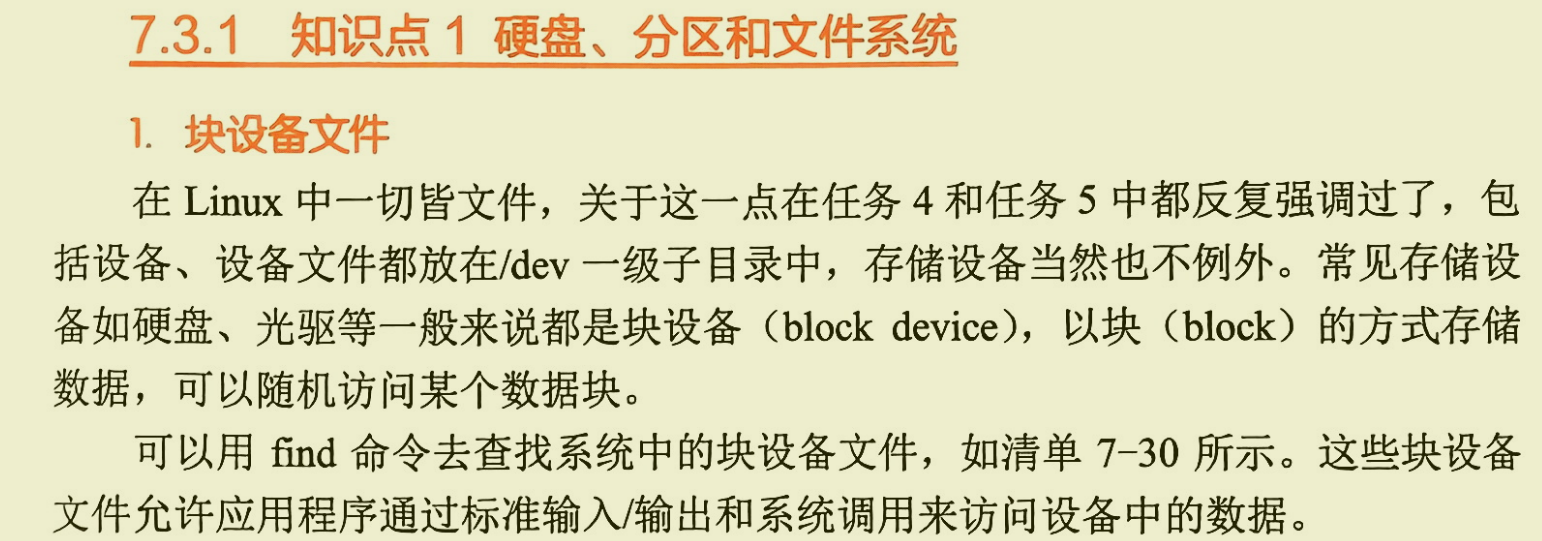 7.3.1 知识点 1 硬盘、分区和文件系统
1. 块设备文件
在 Linux 中一切皆文件，关于这一点在任务 4 和任务 5 中都反复强调过了，包
括设备、设备文件都放在/dev 一级子目录中，存储设备当然也不例外。常见存储设
备如硬盘、光驱等一般来说都是块设备（block device），以块（block）的方式存储
数据，可以随机访问某个数据块。
可以用 find 命令去查找系统中的块设备文件，如清单 7-30 所示。这些块设备
文件允许应用程序通过标准输入/输出和系统调用来访问设备中的数据。